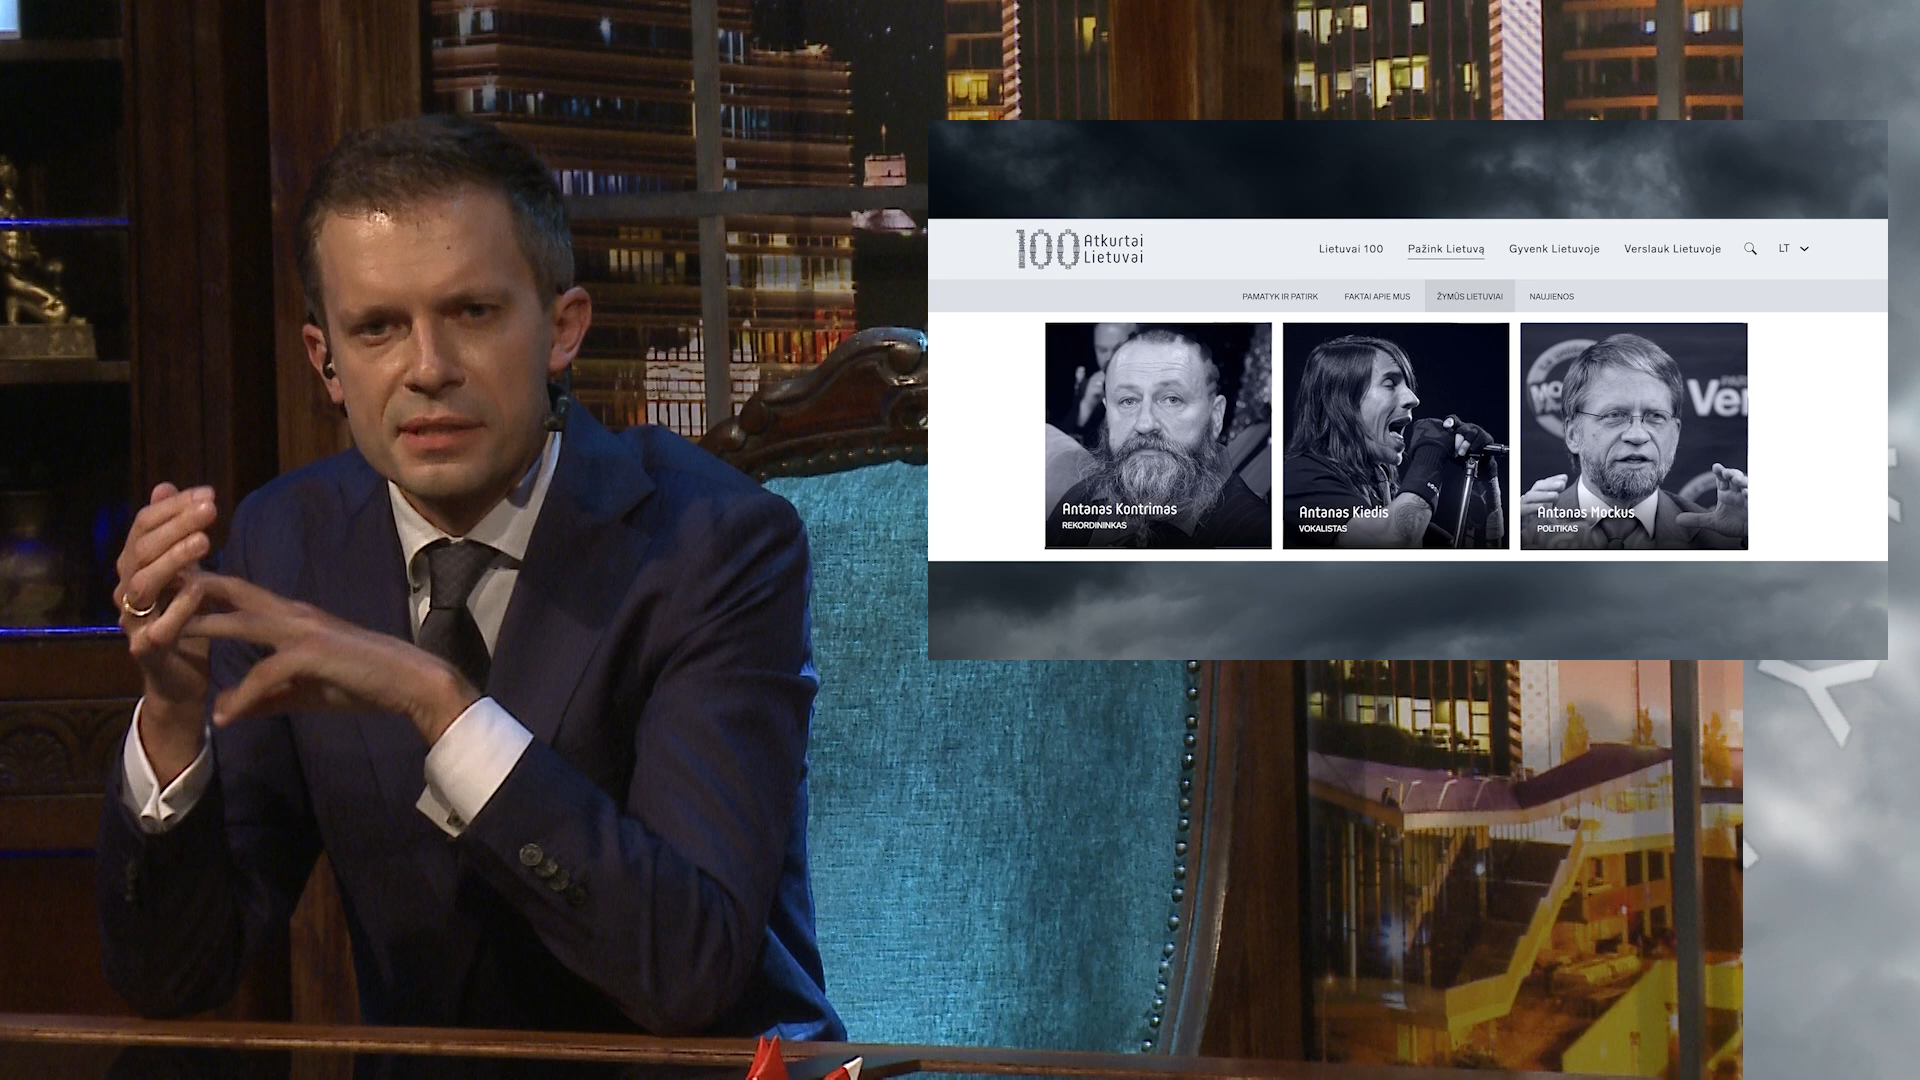 100 Atkurtai
Lietuvai
Lietuvai 100 Pažink Lietuvą Gyvenk Lietuvoje Verslauk Lietuvoje LT
PAMATYK IR PATIRK FAKTAI APIE MUS ŽYMŪS LIETUVIAI NAUJIENOS
Antanas Kontrimas
REKORDININKAS
Antanas Kiedis
VOKALISTAS
Ver
Antanas Mockus
POLITIKAS